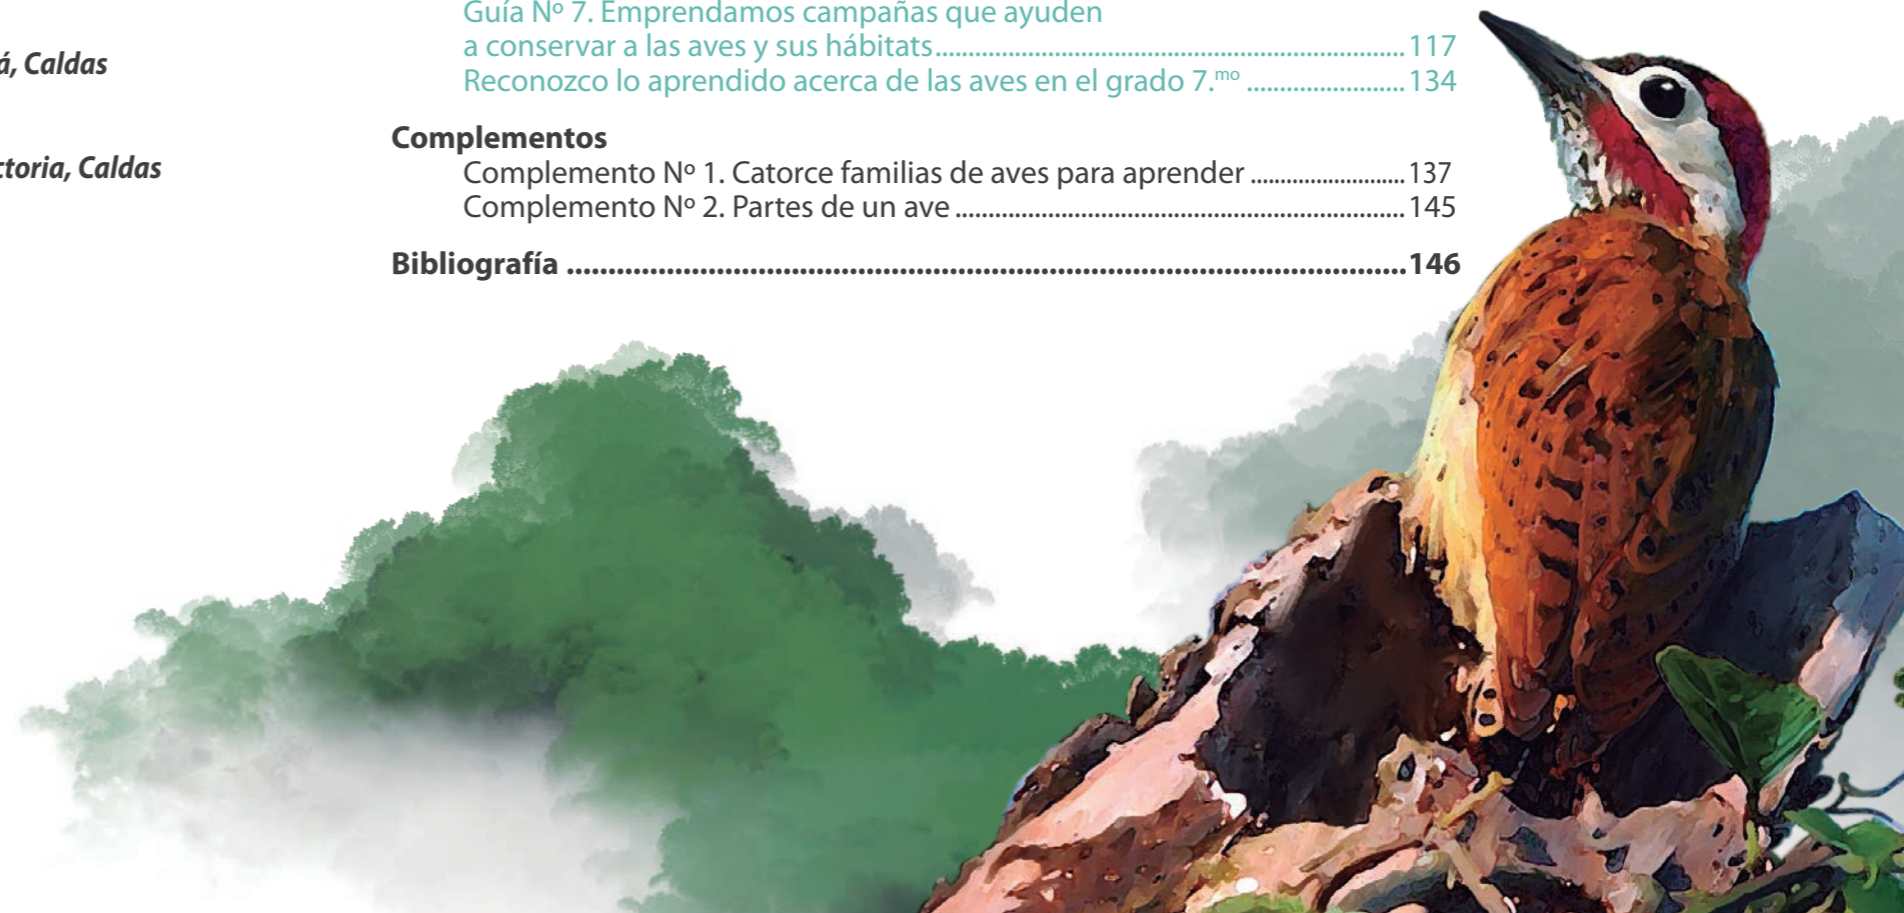 Caldas
Caldas
Guía Nº 7. Emprendamos campañas que ayuden
a conservar a las aves y sus hábitats...................................................................... 117
Reconozco lo aprendido acerca de las aves en el grado 7.mo ........................ 134
Complementos
Complemento Nº 1. Catorce familias de aves para aprender ........................ 137
Complemento Nº 2. Partes de un ave ................................................................... 145
Bibliografía ..................................................................................................... 146